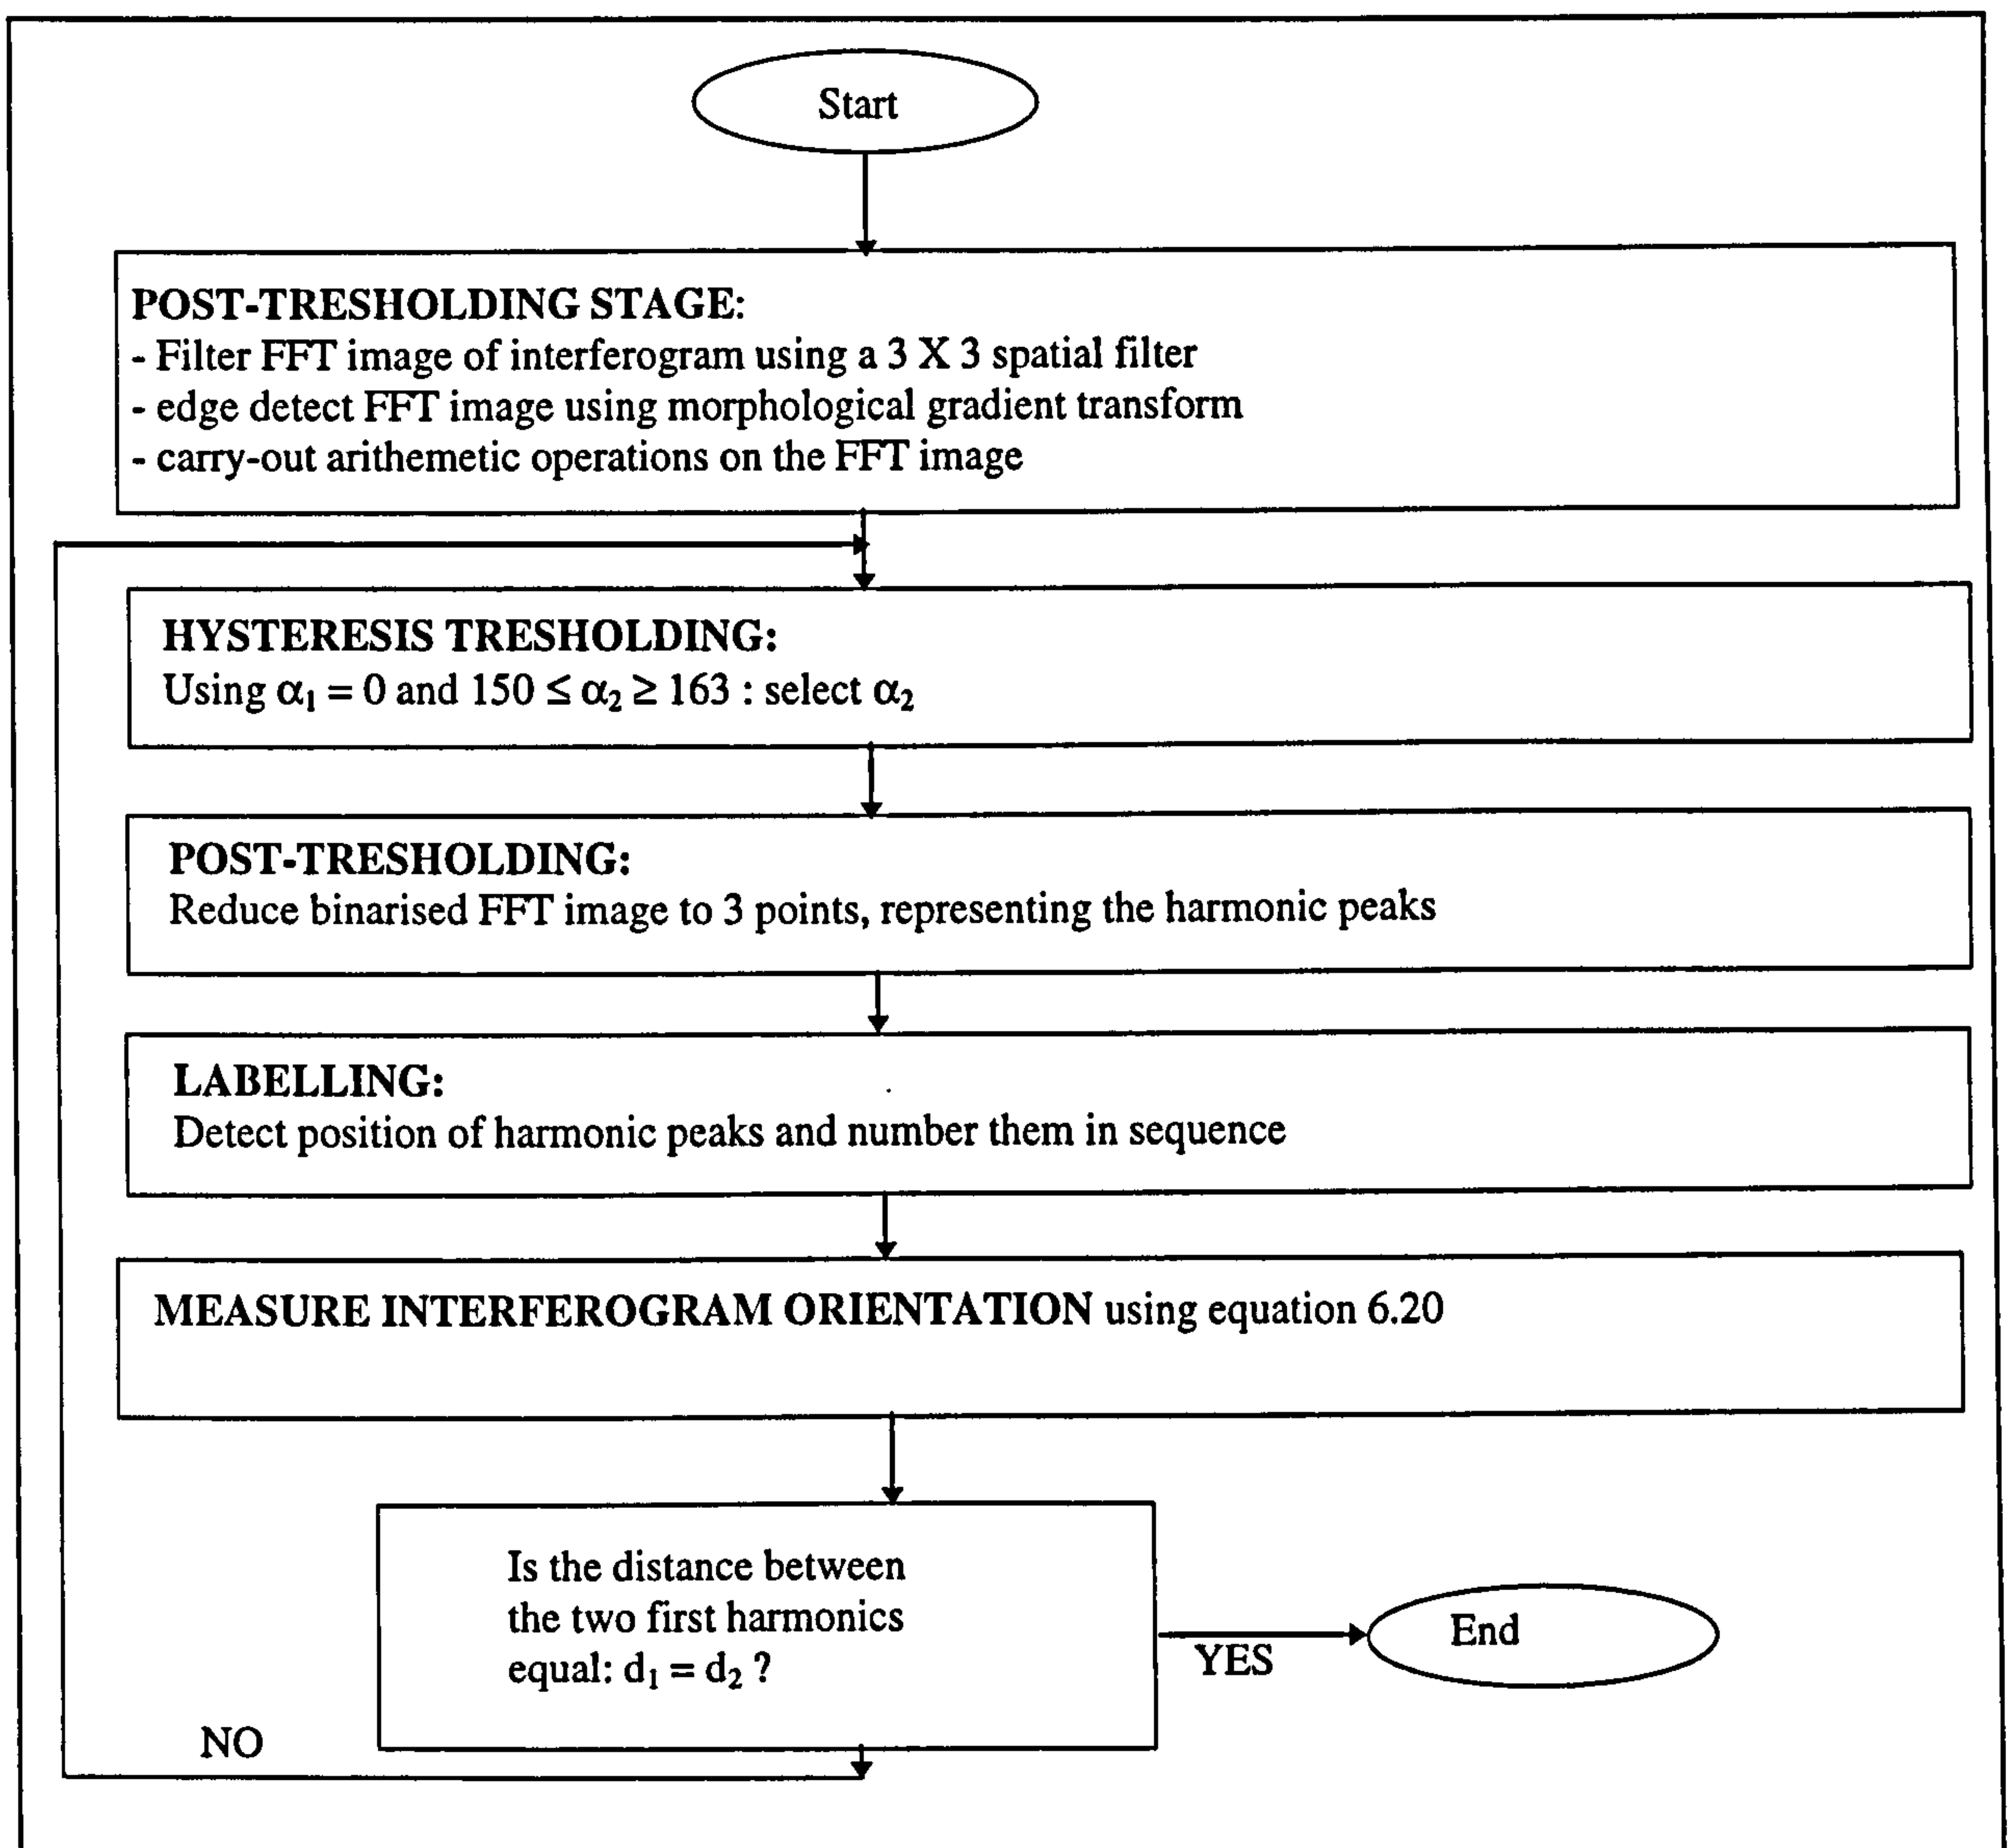 Start
POST-TRESHOLDING STAGE:
- Filter FFT image of interferogram using a 3 X 3 spatial filter
- edge detect FFT image using morphological gradient transform
- carry-out arithemetic operations on the FFT image
HYSTERESIS TRESHOLDING:
Using α₁ = 0 and 150 ≤ α₂ ≥ 163 : select α₂
POST-TRESHOLDING:
Reduce binarised FFT image to 3 points, representing the harmonic peaks
LABELLING:
Detect position of harmonic peaks and number them in sequence
MEASURE INTERFEROGRAM ORIENTATION using equation 6.20
Is the distance between
the two first harmonics
equal: d₁ = d₂ ?
YES
End
NO